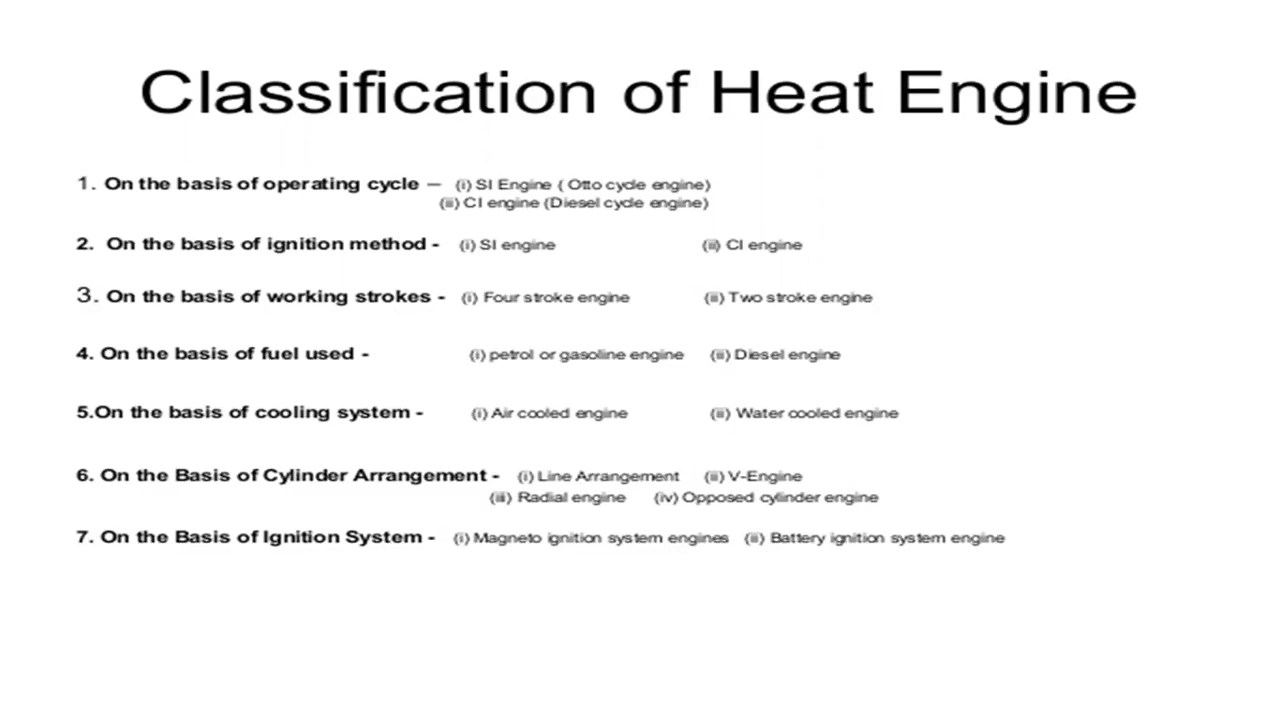 Classification of Heat Engine
1. On the basis of operating cycle – (i) SI Engine ( Otto cycle engine)
(ii) CI engine (Diesel cycle engine)
2. On the basis of ignition method - (i) SI engine (ii) CI engine
3. On the basis of working strokes - (i) Four stroke engine (ii) Two stroke engine
4. On the basis of fuel used - (i) petrol or gasoline engine (ii) Diesel engine
5.On the basis of cooling system - (i) Air cooled engine (ii) Water cooled engine
6. On the Basis of Cylinder Arrangement - (i) Line Arrangement (ii) V-Engine
(iii) Radial engine (iv) Opposed cylinder engine
7. On the Basis of Ignition System - (i) Magneto ignition system engines (ii) Battery ignition system engine